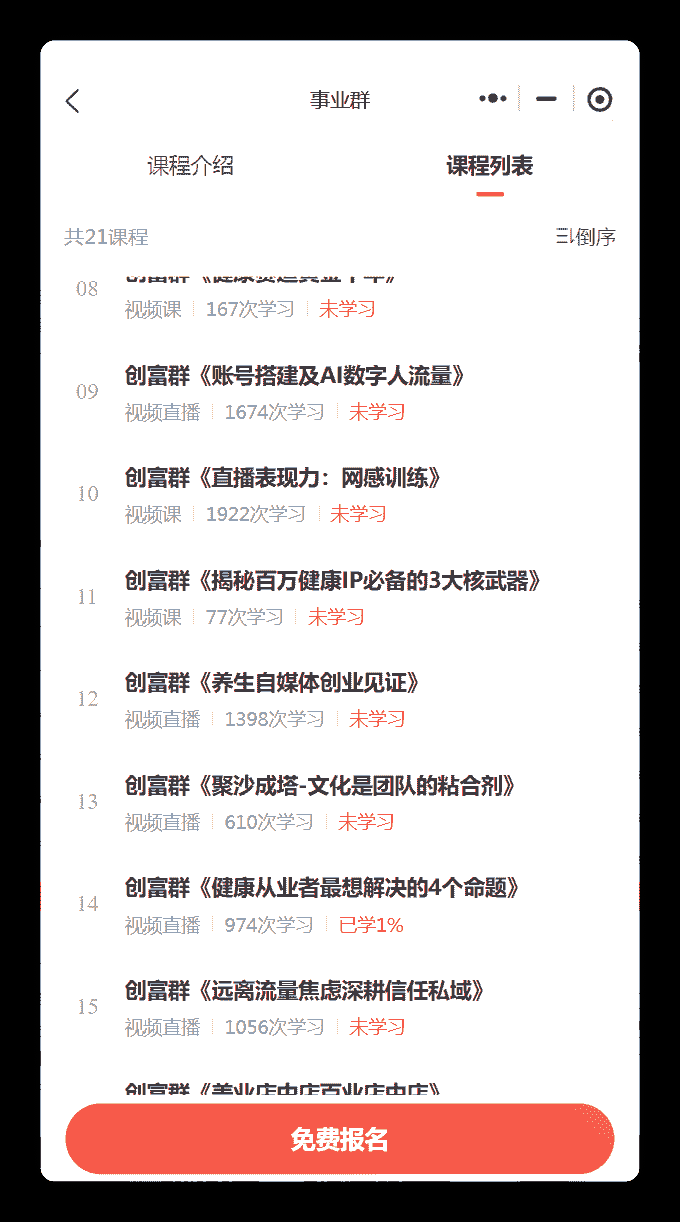 事业群
课程介绍
课程列表
共21课程
倒序
08
视频课 167次学习 未学习
09
创富群《账号搭建及AI数字人流量》
视频直播 1674次学习 未学习
10
创富群《直播表现力：网感训练》
视频课 1922次学习 未学习
11
创富群《揭秘百万健康IP必备的3大核武器》
视频课 77次学习 未学习
12
创富群《养生自媒体创业见证》
视频直播 1398次学习 未学习
13
创富群《聚沙成塔-文化是团队的粘合剂》
视频直播 610次学习 未学习
14
创富群《健康从业者最想解决的4个命题》
视频直播 974次学习 已学1%
15
创富群《远离流量焦虑深耕信任私域》
视频直播 1056次学习 未学习
免费报名